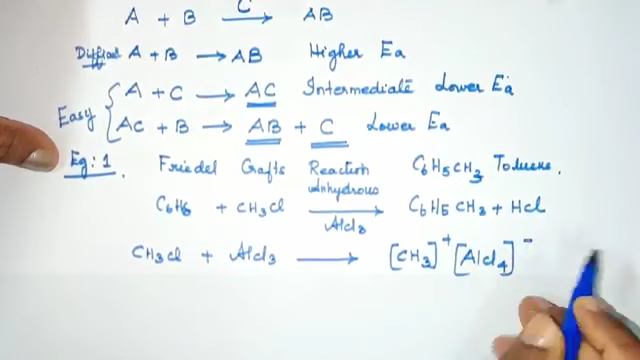 A + B —C→ AB
Difficult A + B → AB Higher Ea
Easy { A + C → AC Intermediate Lower Ea
AC + B → AB + C Lower Ea
Eg: 1. Friedel Crafts Reaction C6H5CH3 Toluene.
C6H6 + CH3Cl —Anhydrous AlCl3→ C6H5CH3 + HCl
CH3Cl + AlCl3 → [CH3]+ [AlCl4]-